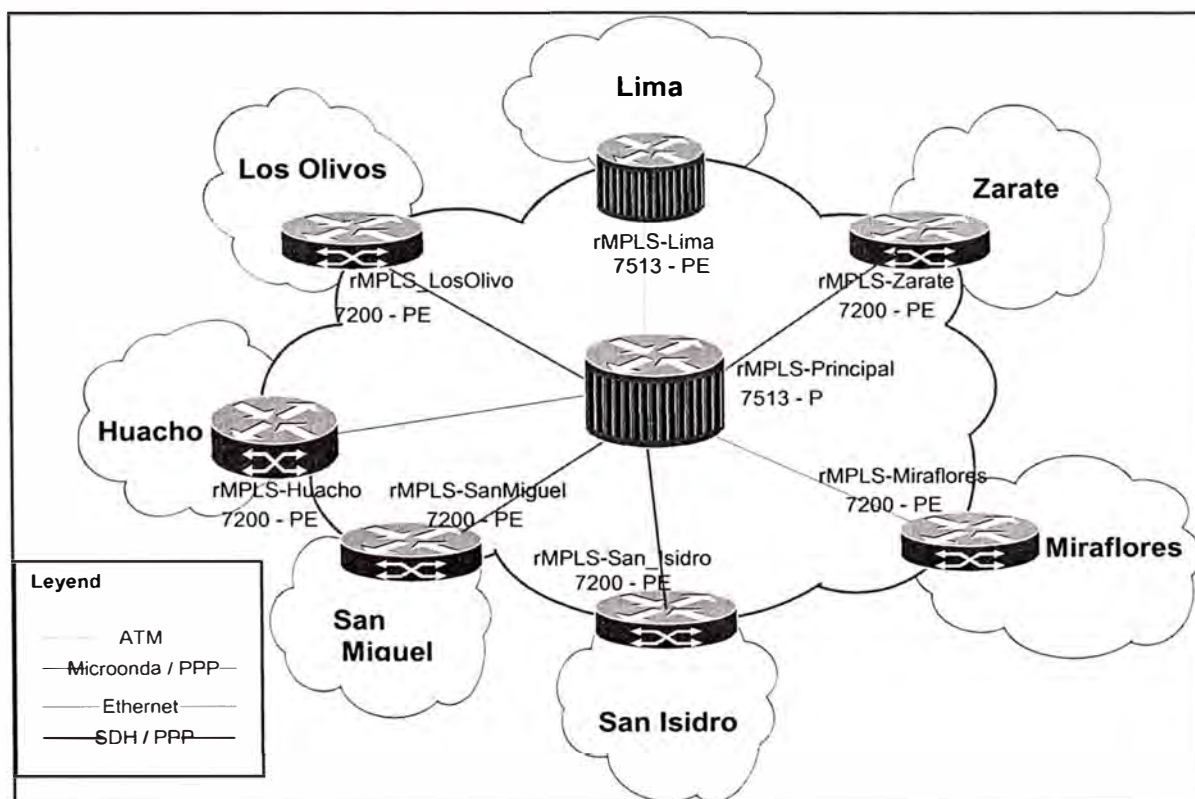 Lima
Los Olivos
Zarate
rMPLS-Lima
7513 - PE
rMPLS_LosOlivo
7200 - PE
rMPLS-Zarate
7200 - PE
rMPLS-Principal
7513 - P
Huacho
rMPLS-Huacho
7200 - PE
rMPLS-SanMiguel
7200 - PE
rMPLS-Miraflores
7200 - PE
Miraflores
rMPLS-San_Isidro
7200 - PE
San
Miguel
San Isidro
Leyend
ATM
Microonda / PPP
Ethernet
SDH / PPP